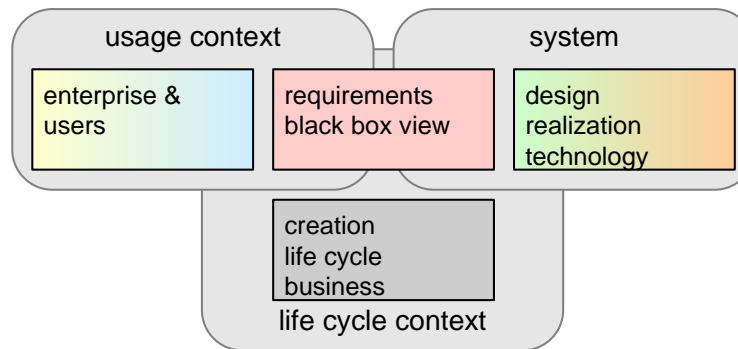 usage context
system
enterprise &
users
requirements
black box view
design
realization
technology
creation
life cycle
business
life cycle context